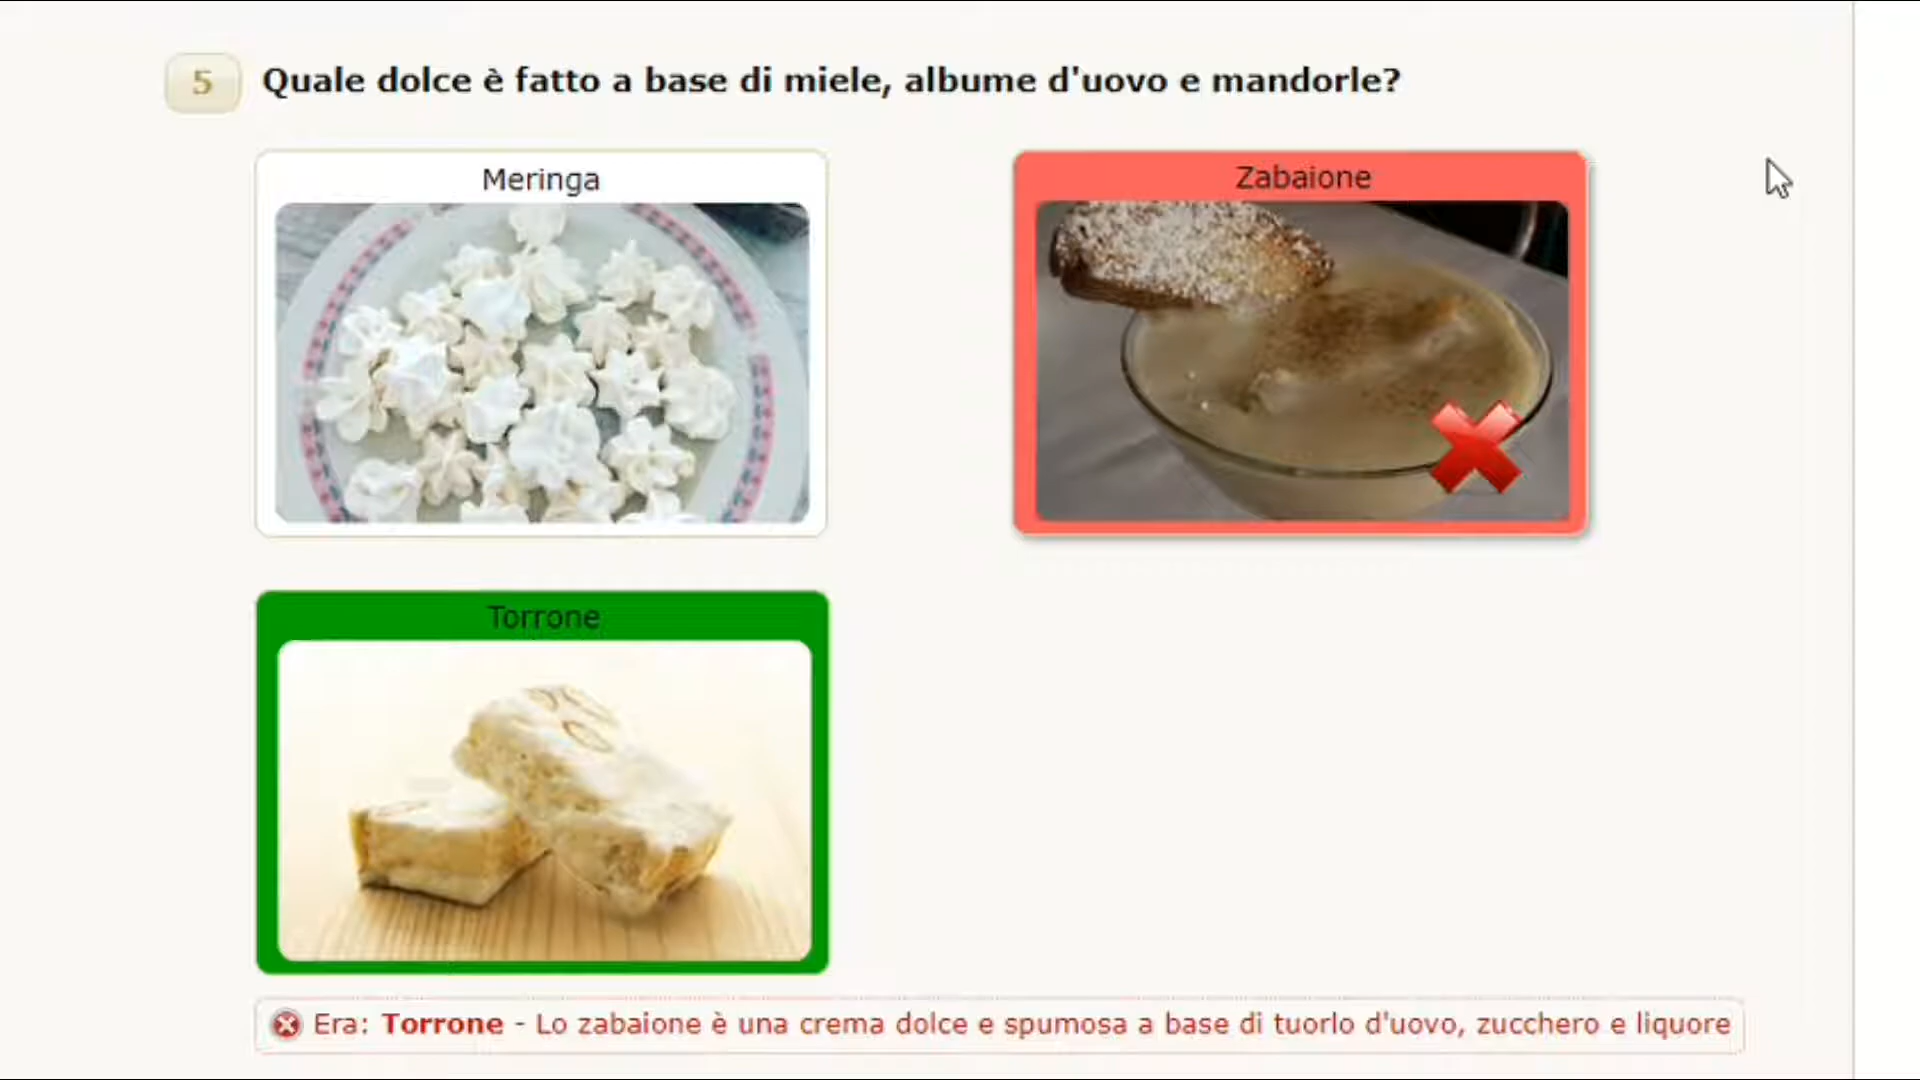 5 Quale dolce è fatto a base di miele, albume d'uovo e mandorle?
Meringa
Zabaione
Torrone
Era: Torrone - Lo zabaione è una crema dolce e spumosa a base di tuorlo d'uovo, zucchero e liquore